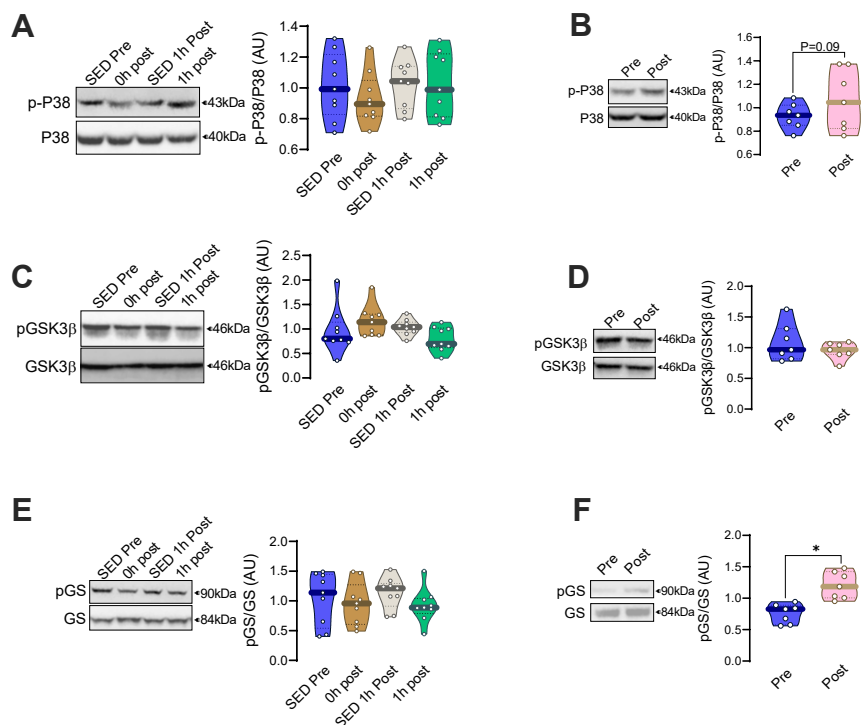 A
SED Pre
0h post
SED 1h Post
1h post
p-P38
43kDa
P38
40kDa
p-P38/P38 (AU)
1.4
1.2
1.0
0.8
0.6
SED Pre
0h post
SED 1h Post
1h post
B
Pre
Post
p-P38
43kDa
P38
40kDa
p-P38/P38 (AU)
1.6
1.4
1.2
1.0
0.8
0.6
P=0.09
Pre
Post
C
SED Pre
0h post
SED 1h Post
1h post
pGSK3β
46kDa
GSK3β
46kDa
pGSK3β/GSK3β (AU)
2.5
2.0
1.5
1.0
0.5
0.0
SED Pre
0h post
SED 1h Post
1h post
D
Pre
Post
pGSK3β
46kDa
GSK3β
46kDa
pGSK3β/GSK3β (AU)
2.0
1.5
1.0
0.5
0.0
Pre
Post
E
SED Pre
0h post
SED 1h Post
1h post
pGS
90kDa
GS
84kDa
pGS/GS (AU)
2.0
1.5
1.0
0.5
0.0
SED Pre
0h post
SED 1h Post
1h post
F
Pre
Post
pGS
90kDa
GS
84kDa
pGS/GS (AU)
2.0
1.5
1.0
0.5
0.0
*
Pre
Post